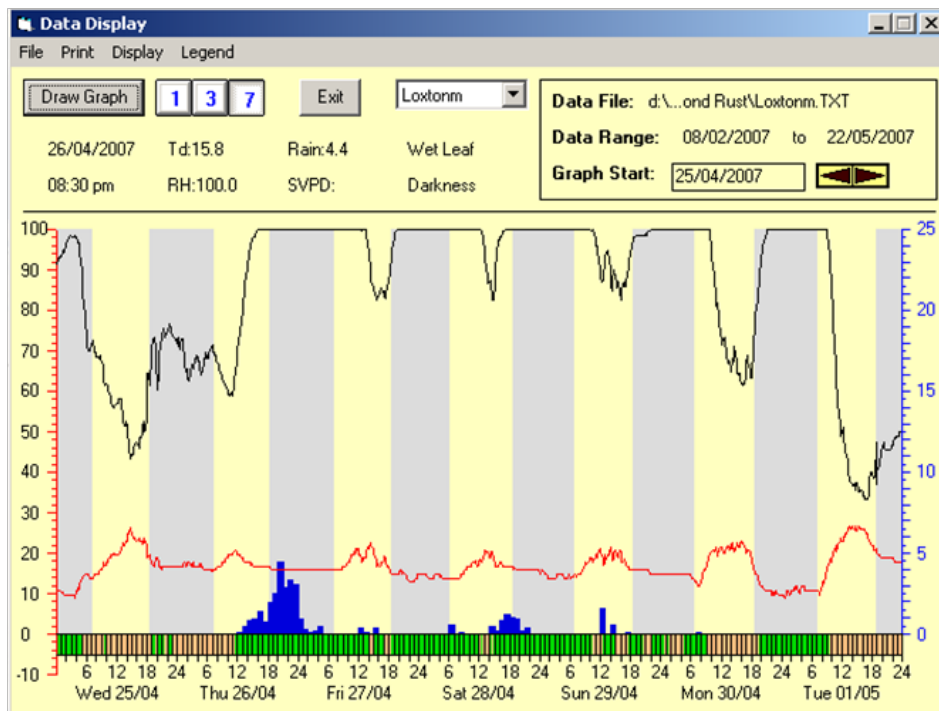 Data Display
File Print Display Legend
Draw Graph 1 3 7 Exit Loxtonm
Data File: d:\...ond Rust\Loxtonm.TXT
Data Range: 08/02/2007 to 22/05/2007
Graph Start: 25/04/2007
26/04/2007 Td:15.8 Rain:4.4 Wet Leaf
08:30 pm RH:100.0 SVPD: Darkness
100 25
90
80 20
70
60 15
50
40 10
30
20 5
10
0 0
-10
6 12 18 24 6 12 18 24 6 12 18 24 6 12 18 24 6 12 18 24 6 12 18 24 6 12 18 24
Wed 25/04 Thu 26/04 Fri 27/04 Sat 28/04 Sun 29/04 Mon 30/04 Tue 01/05